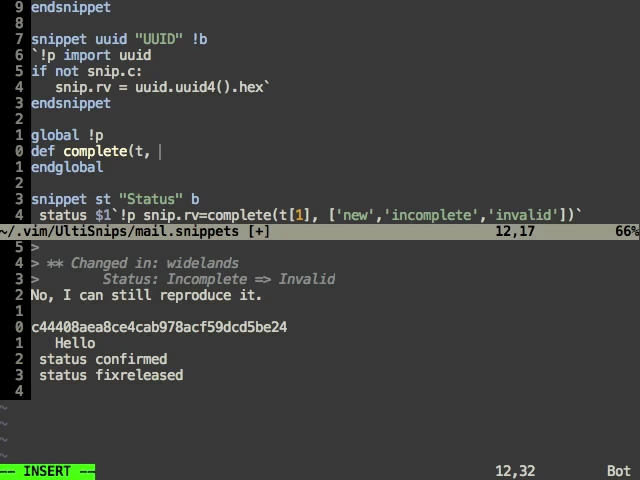 9 endsnippet
8
7 snippet uuid "UUID" !b
6 `!p import uuid
5 if not snip.c:
4    snip.rv = uuid.uuid4().hex`
3 endsnippet
2
1 global !p
0 def complete(t,
1 endglobal
2
3 snippet st "Status" b
4  status $1`!p snip.rv=complete(t[1], ['new','incomplete','invalid'])`
~/.vim/UltiSnips/mail.snippets [+] 12,17 66%
5 >
4 > ** Changed in: widelands
3 >        Status: Incomplete => Invalid
2 No, I can still reproduce it.
1
0 c44408aea8ce4cab978acf59dcd5be24
1    Hello
2  status confirmed
3  status fixreleased
4
~
~
~
~
-- INSERT -- 12,32 Bot